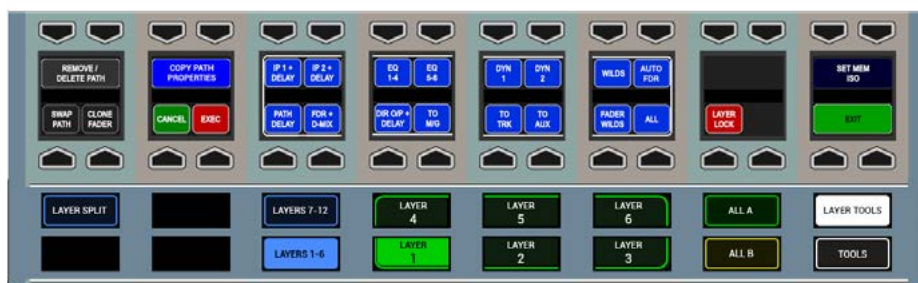 REMOVE /
DELETE PATH
SWAP
PATH
CLONE
FADER
COPY PATH
PROPERTIES
CANCEL
EXEC
IP 1 +
DELAY
IP 2 +
DELAY
PATH
DELAY
FDR +
D-MIX
EQ
1-4
EQ
5-6
DIR O/P +
DELAY
TO
M/G
DYN
1
DYN
2
TO
TRK
TO
AUX
WILDS
AUTO
FDR
FADER
WILDS
ALL
LAYER
LOCK
SET MEM
ISO
EXIT
LAYER SPLIT
LAYERS 7-12
LAYER
4
LAYER
5
LAYER
6
ALL A
LAYER TOOLS
LAYERS 1-6
LAYER
1
LAYER
2
LAYER
3
ALL B
TOOLS